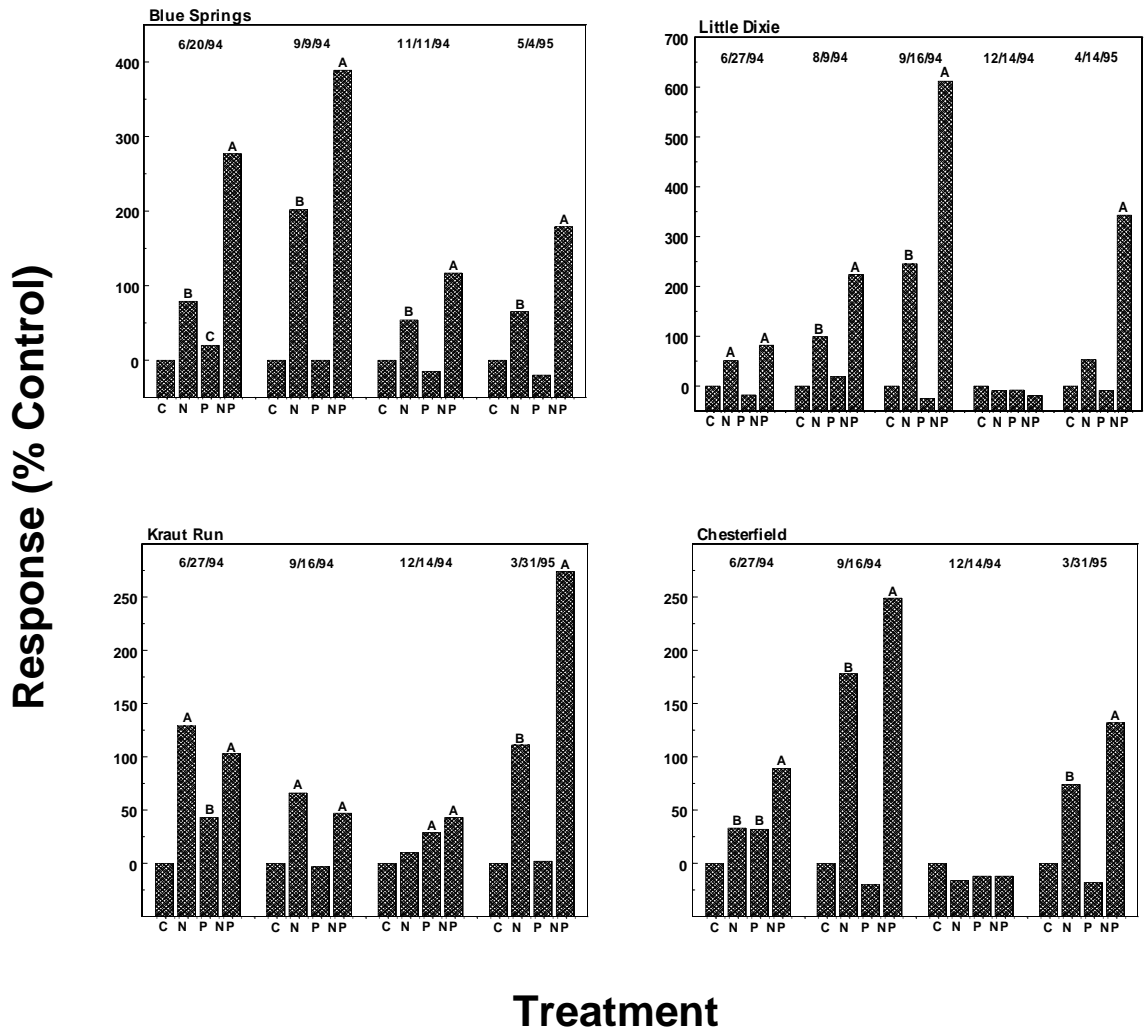 Response (% Control)
Blue Springs
6/20/94 9/9/94 11/11/94 5/4/95
400
300
200
100
0
B C A B A B A B A
C N P NP C N P NP C N P NP C N P NP
Little Dixie
6/27/94 8/9/94 9/16/94 12/14/94 4/14/95
700
600
500
400
300
200
100
0
A A B A B A A
C N P NP C N P NP C N P NP C N P NP C N P NP
Kraut Run
6/27/94 9/16/94 12/14/94 3/31/95
250
200
150
100
50
0
A B A A A A A B A
C N P NP C N P NP C N P NP C N P NP
Chesterfield
6/27/94 9/16/94 12/14/94 3/31/95
250
200
150
100
50
0
B B A B A B A
C N P NP C N P NP C N P NP C N P NP
Treatment